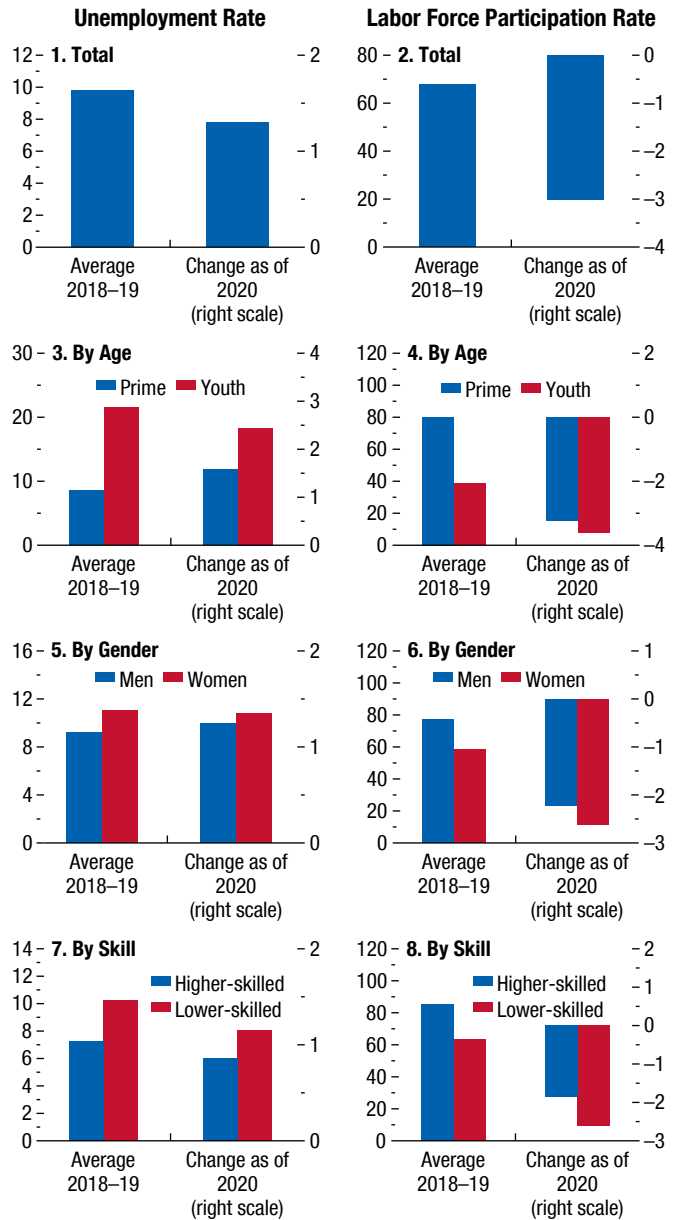 Unemployment Rate
Labor Force Participation Rate
1. Total
12
10
8
6
4
2
0
2
1
0
Average
2018–19
Change as of
2020
(right scale)
2. Total
80
60
40
20
0
0
–1
–2
–3
–4
Average
2018–19
Change as of
2020
(right scale)
3. By Age
Prime Youth
30
20
10
0
4
3
2
1
0
Average
2018–19
Change as of
2020
(right scale)
4. By Age
Prime Youth
120
100
80
60
40
20
0
2
0
–2
–4
Average
2018–19
Change as of
2020
(right scale)
5. By Gender
Men Women
16
12
8
4
0
2
1
0
Average
2018–19
Change as of
2020
(right scale)
6. By Gender
Men Women
120
100
80
60
40
20
0
1
0
–1
–2
–3
Average
2018–19
Change as of
2020
(right scale)
7. By Skill
Higher-skilled
Lower-skilled
14
12
10
8
6
4
2
0
2
1
0
Average
2018–19
Change as of
2020
(right scale)
8. By Skill
Higher-skilled
Lower-skilled
120
100
80
60
40
20
0
2
1
0
–1
–2
–3
Average
2018–19
Change as of
2020
(right scale)